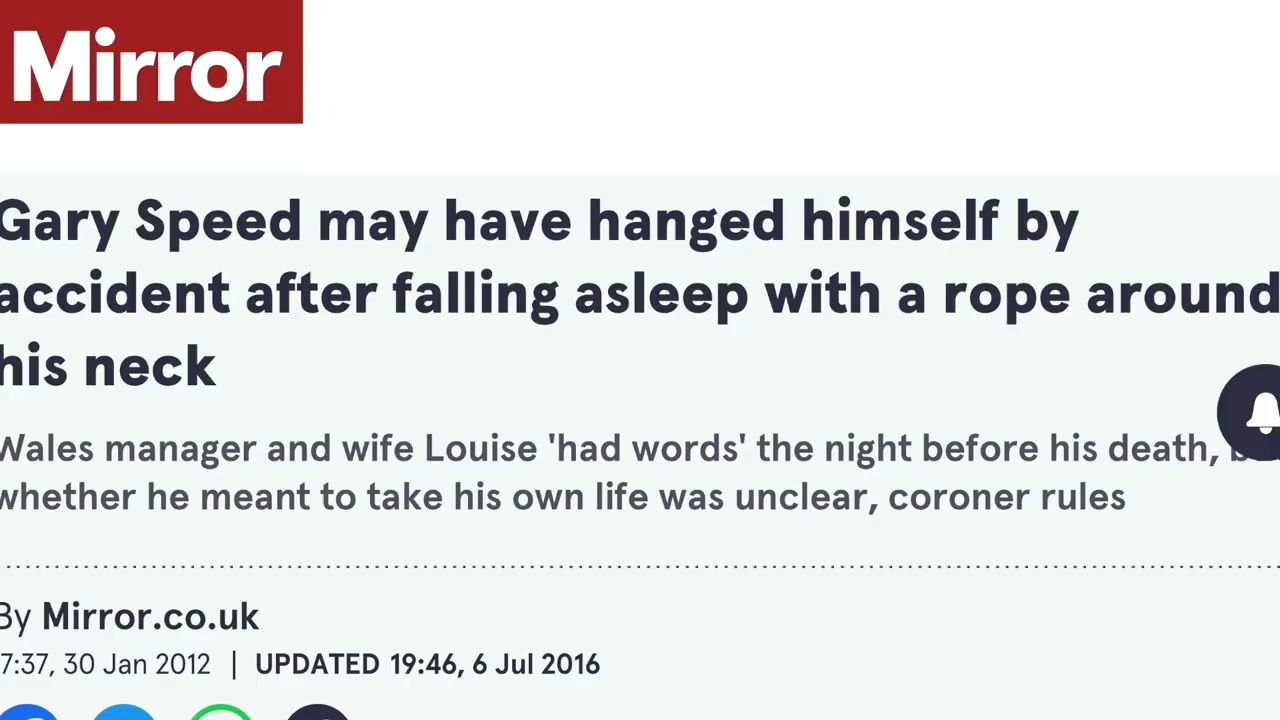 Mirror
Gary Speed may have hanged himself by
accident after falling asleep with a rope around
his neck
Wales manager and wife Louise 'had words' the night before his death,
whether he meant to take his own life was unclear, coroner rules
By Mirror.co.uk
7:37, 30 Jan 2012 | UPDATED 19:46, 6 Jul 2016